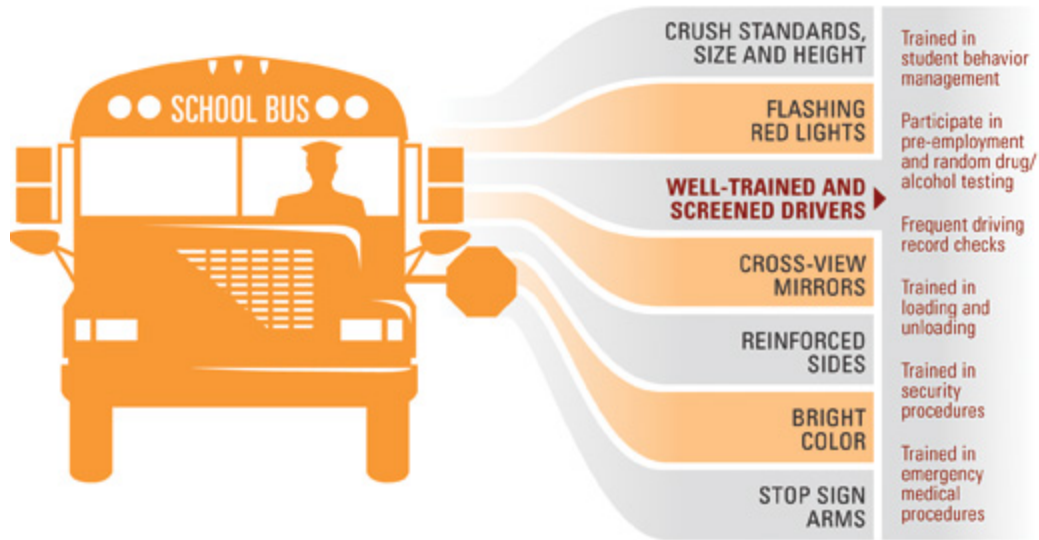 SCHOOL BUS
CRUSH STANDARDS,
SIZE AND HEIGHT
FLASHING
RED LIGHTS
WELL-TRAINED AND
SCREENED DRIVERS
CROSS-VIEW
MIRRORS
REINFORCED
SIDES
BRIGHT
COLOR
STOP SIGN
ARMS
Trained in
student behavior
management
Participate in
pre-employment
and random drug/
alcohol testing
Frequent driving
record checks
Trained in
loading and
unloading
Trained in
security
procedures
Trained in
emergency
medical
procedures